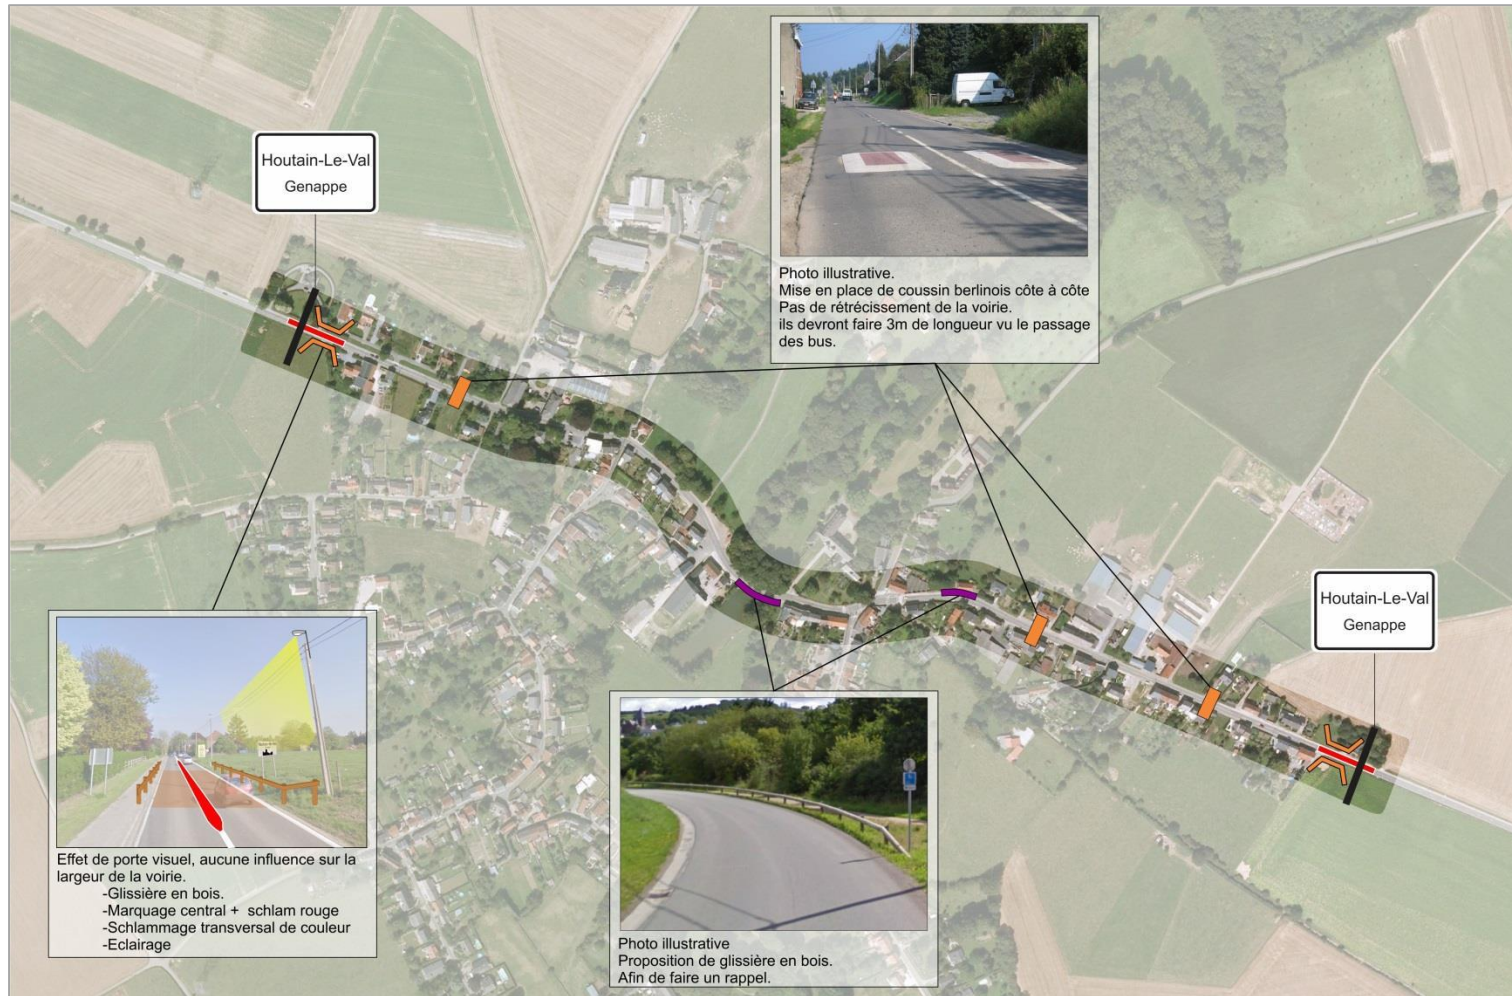 Houtain-Le-Val
Genappe
Photo illustrative.
Mise en place de coussin berlinois côte à côte
Pas de rétrécissement de la voirie.
ils devront faire 3m de longueur vu le passage
des bus.
Houtain-Le-Val
Genappe
Effet de porte visuel, aucune influence sur la
largeur de la voirie.
-Glissière en bois.
-Marquage central + schlam rouge
-Schlammage transversal de couleur
-Eclairage
Photo illustrative
Proposition de glissière en bois.
Afin de faire un rappel.